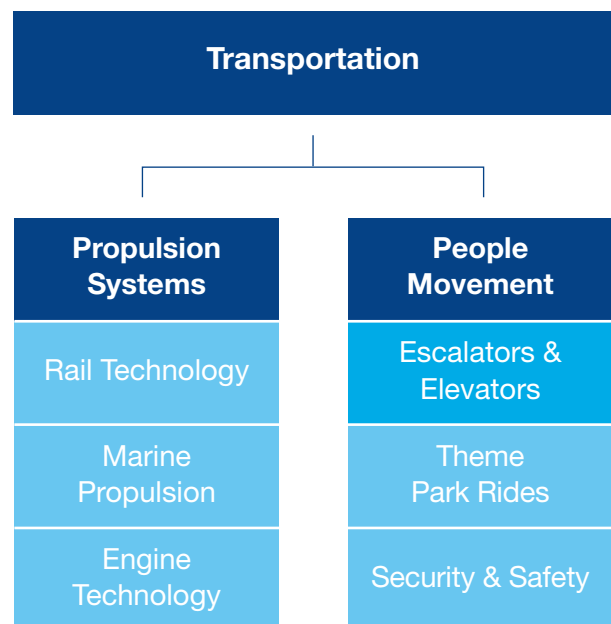 Transportation
Propulsion
Systems
Rail Technology
Marine
Propulsion
Engine
Technology
People
Movement
Escalators &
Elevators
Theme
Park Rides
Security & Safety